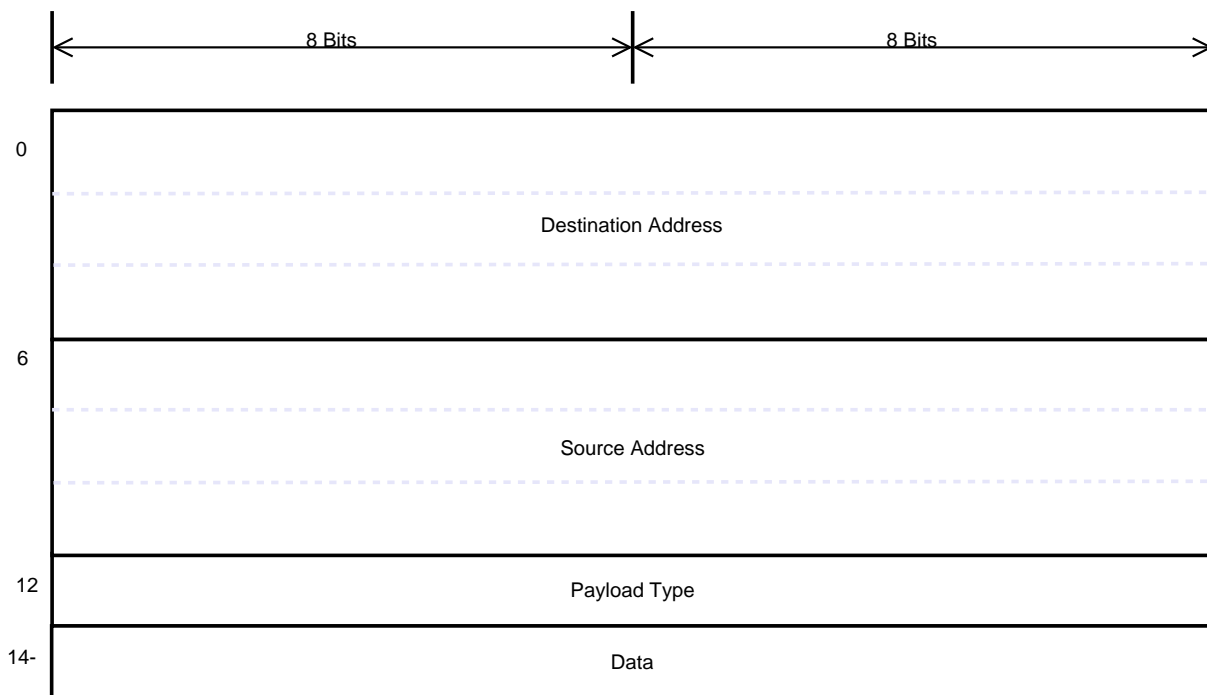 8 Bits 8 Bits
0
Destination Address
6
Source Address
12 Payload Type
14- Data